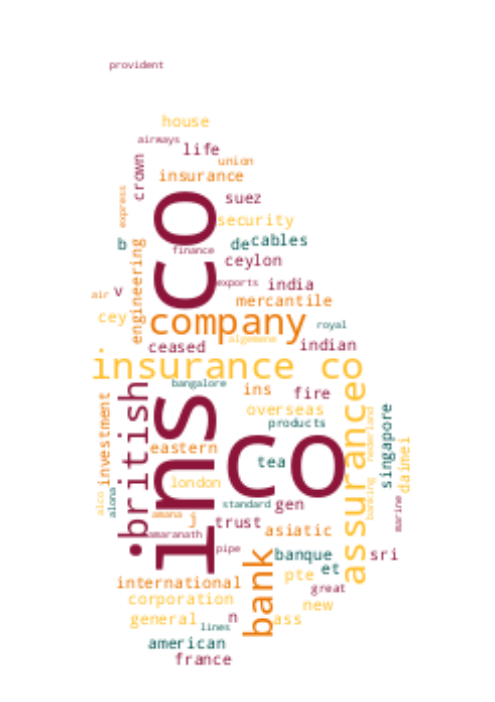 provident
house
airways
life
union
insurance
crown
express
suez
co
security
b
engineering
de
cables
finance
ceylon
exports
india
air
v
mercantile
cey
company
royal
algemene
ceased
indian
insurance co
bangalore
ins
fire
investment
british
ins
overseas
products
assurance
nederland
singapore
daimei
eastern
co
tea
london
standard
gen
banking
marine
alco
alona
amana
j
trust
asiatic
amaranath
pipe
bank
banque
sri
et
pte
international
great
corporation
new
general
n
ass
lines
american
france